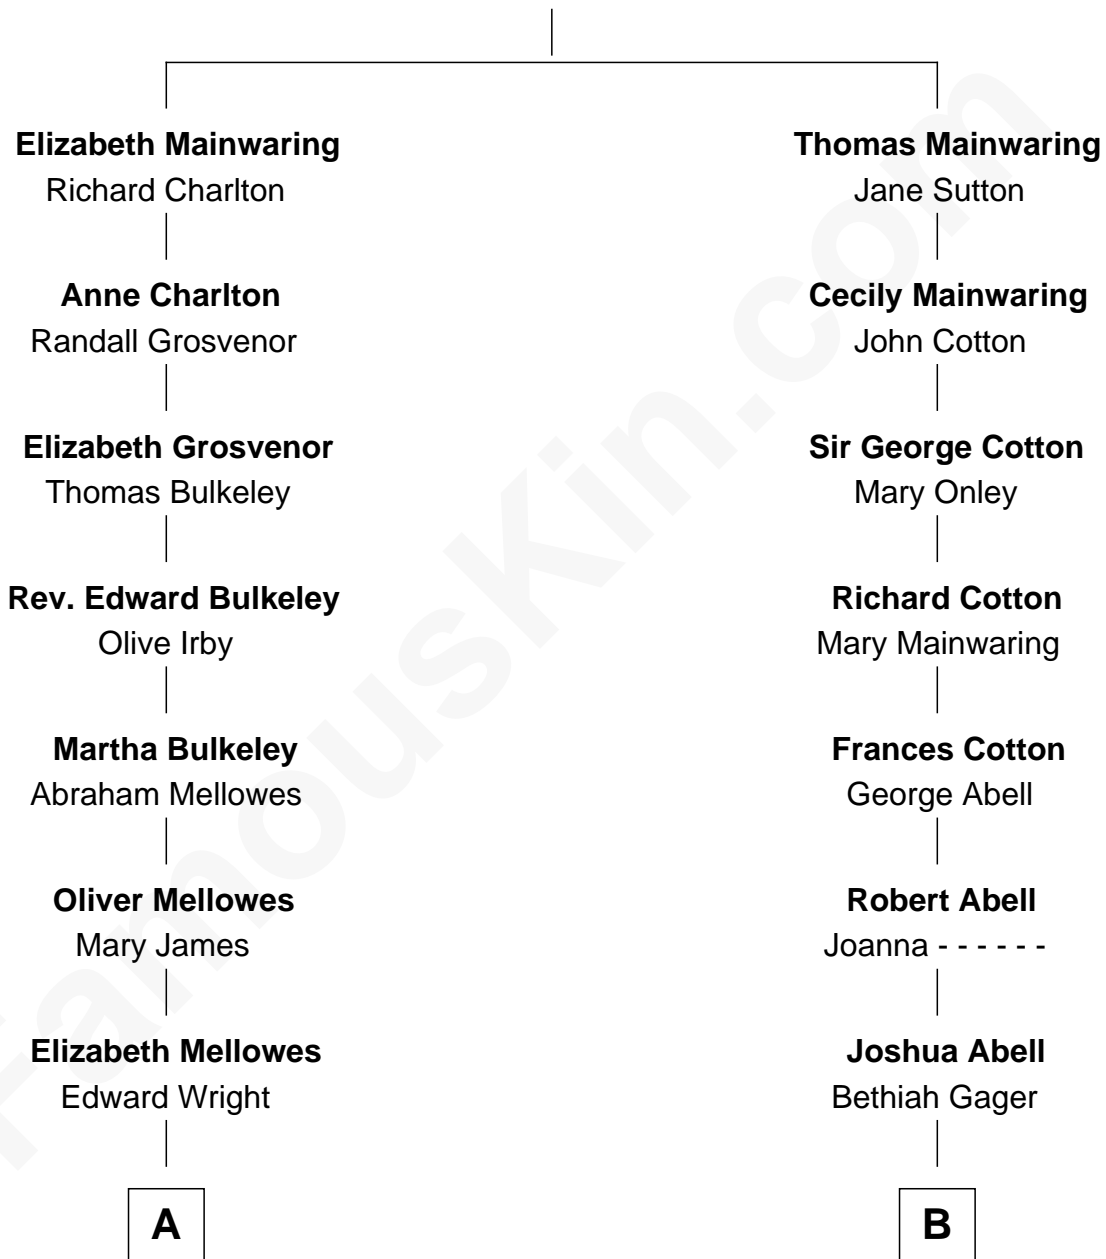 Elizabeth Mainwaring
Richard Charlton
Thomas Mainwaring
Jane Sutton
Anne Charlton
Randall Grosvenor
Cecily Mainwaring
John Cotton
Elizabeth Grosvenor
Thomas Bulkeley
Sir George Cotton
Mary Onley
Rev. Edward Bulkeley
Olive Irby
Richard Cotton
Mary Mainwaring
Martha Bulkeley
Abraham Mellowes
Frances Cotton
George Abell
Oliver Mellowes
Mary James
Robert Abell
Joanna - - - - - -
Elizabeth Mellowes
Edward Wright
Joshua Abell
Bethiah Gager
A
B
FamousKin.com